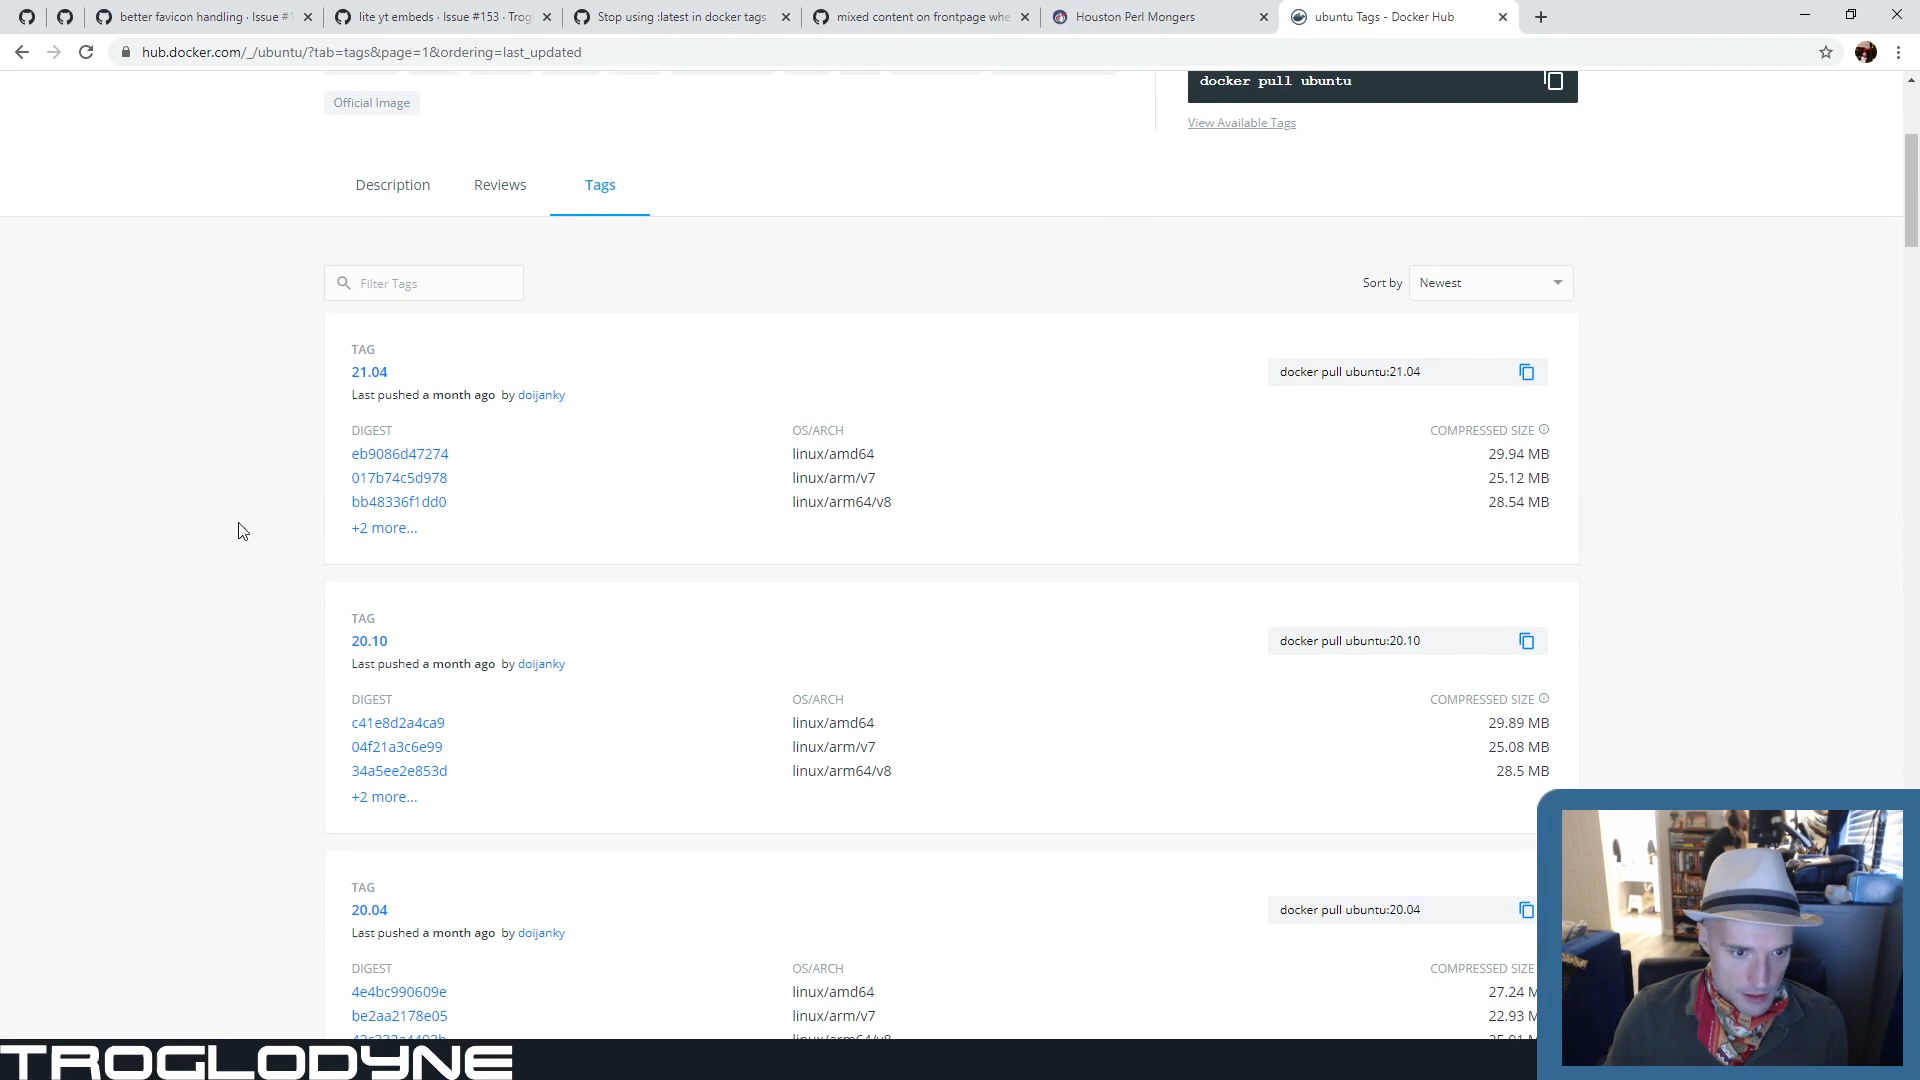 better favicon handling · Issue #1
lite yt embeds · Issue #153 · Trog
Stop using :latest in docker tags
mixed content on frontpage whe
Houston Perl Mongers
ubuntu Tags - Docker Hub
hub.docker.com/_/ubuntu/?tab=tags&page=1&ordering=last_updated
docker pull ubuntu
Official Image
View Available Tags
Description
Reviews
Tags
Filter Tags
Sort by
Newest
TAG
21.04
docker pull ubuntu:21.04
Last pushed a month ago by doijanky
DIGEST OS/ARCH COMPRESSED SIZE
eb9086d47274 linux/amd64 29.94 MB
017b74c5d978 linux/arm/v7 25.12 MB
bb48336f1dd0 linux/arm64/v8 28.54 MB
+2 more...
TAG
20.10
docker pull ubuntu:20.10
Last pushed a month ago by doijanky
DIGEST OS/ARCH COMPRESSED SIZE
c41e8d2a4ca9 linux/amd64 29.89 MB
04f21a3c6e99 linux/arm/v7 25.08 MB
34a5ee2e853d linux/arm64/v8 28.5 MB
+2 more...
TAG
20.04
docker pull ubuntu:20.04
Last pushed a month ago by doijanky
DIGEST OS/ARCH COMPRESSED SIZE
4e4bc990609e linux/amd64 27.24 M
be2aa2178e05 linux/arm/v7 22.93 M
TROGLODYNE